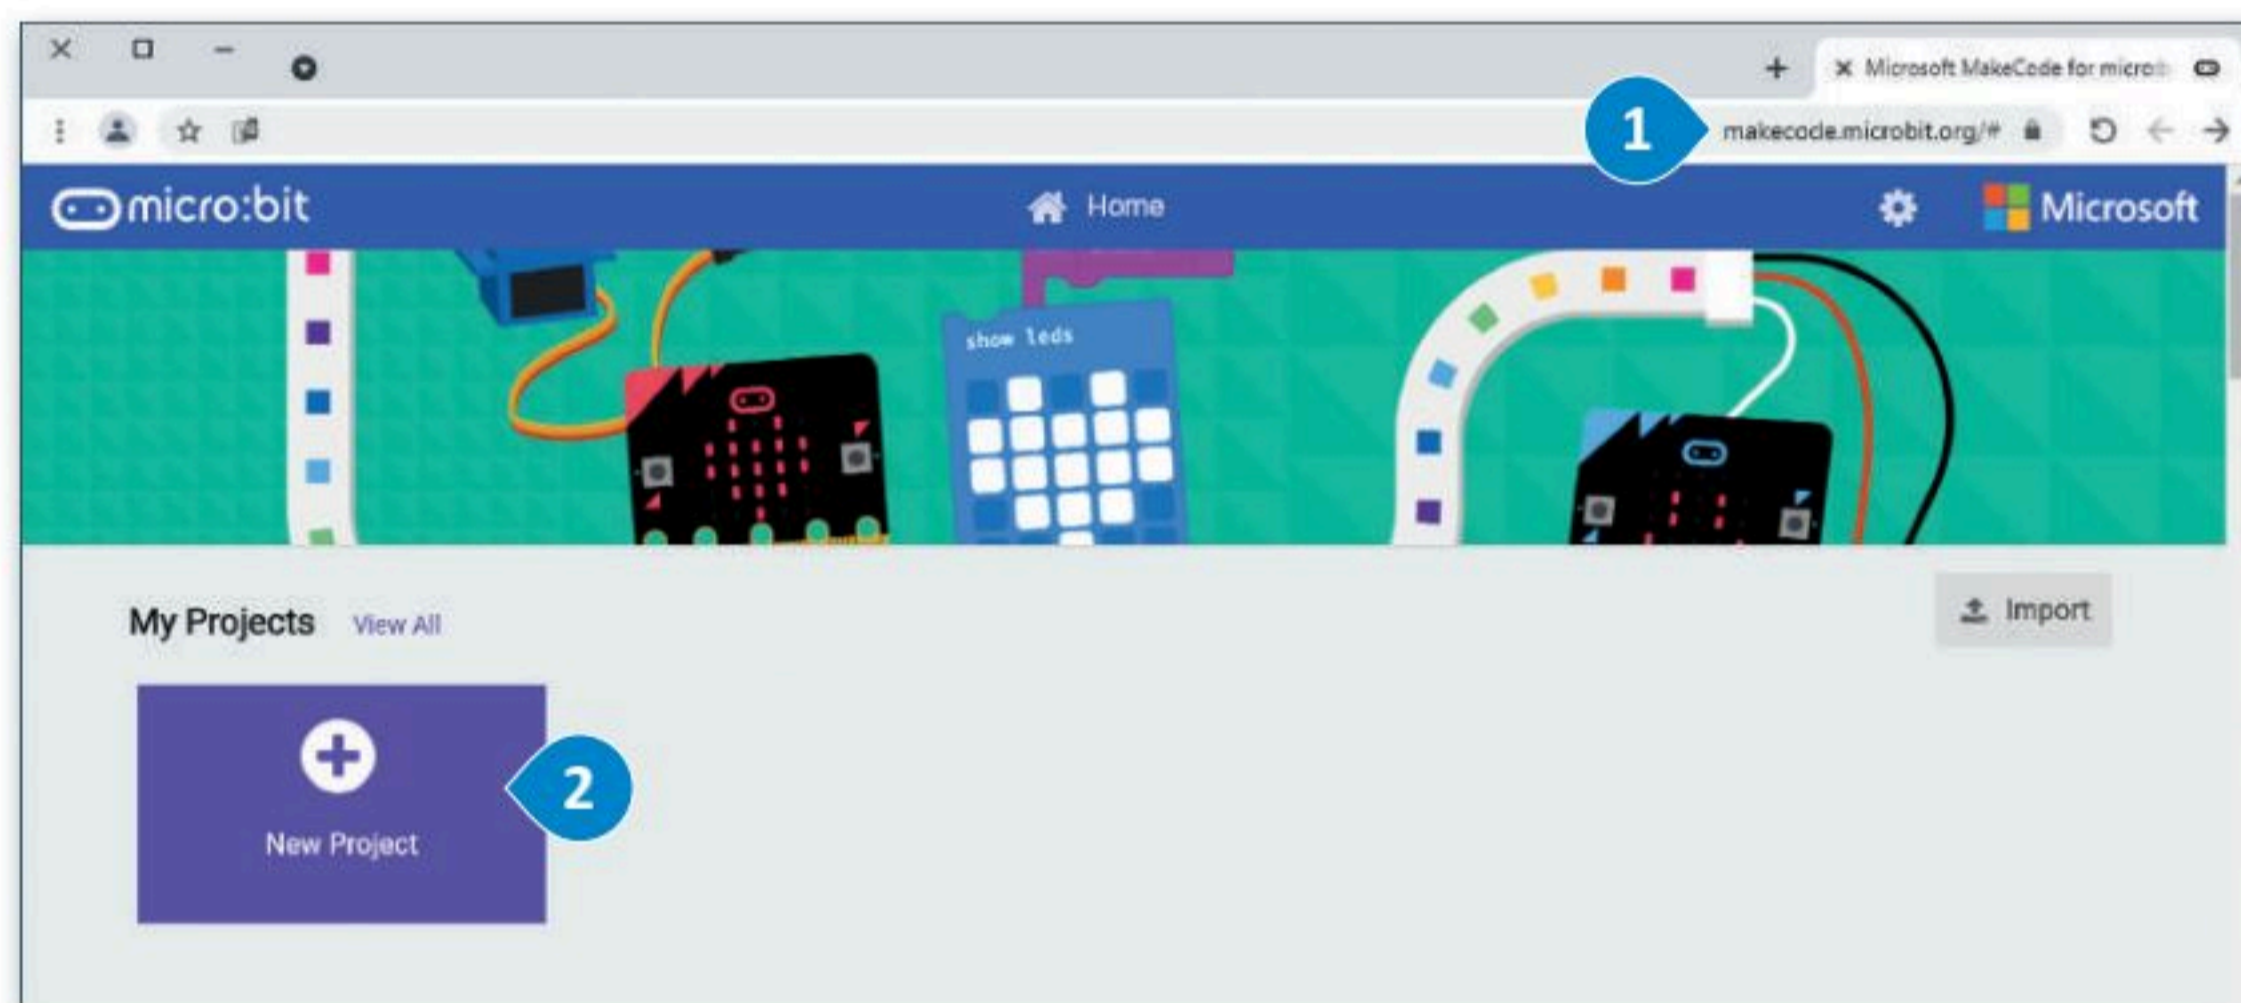 Microsoft MakeCode for micro:b
1
makecode.microbit.org/#
micro:bit
Home
Microsoft
show leds
My Projects View All
Import
2
New Project